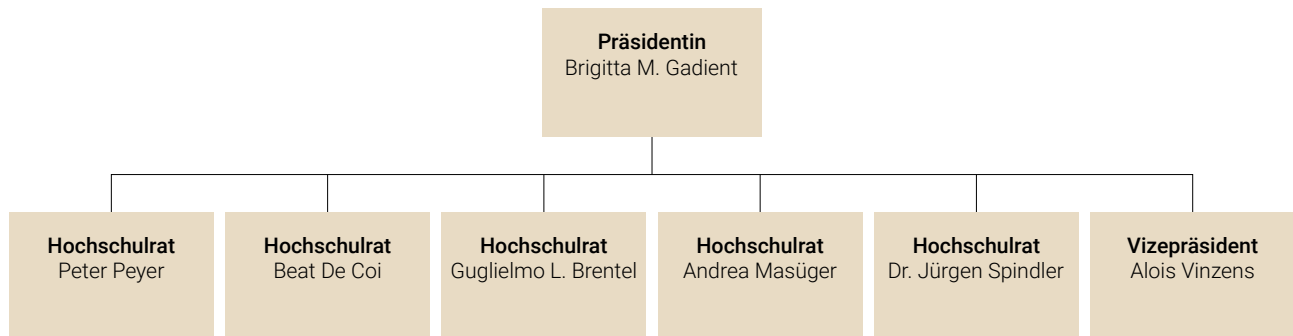 Präsidentin
Brigitta M. Gadient
Hochschulrat
Peter Peyer
Hochschulrat
Beat De Coi
Hochschulrat
Guglielmo L. Brentel
Hochschulrat
Andrea Masüger
Hochschulrat
Dr. Jürgen Spindler
Vizepräsident
Alois Vinzens